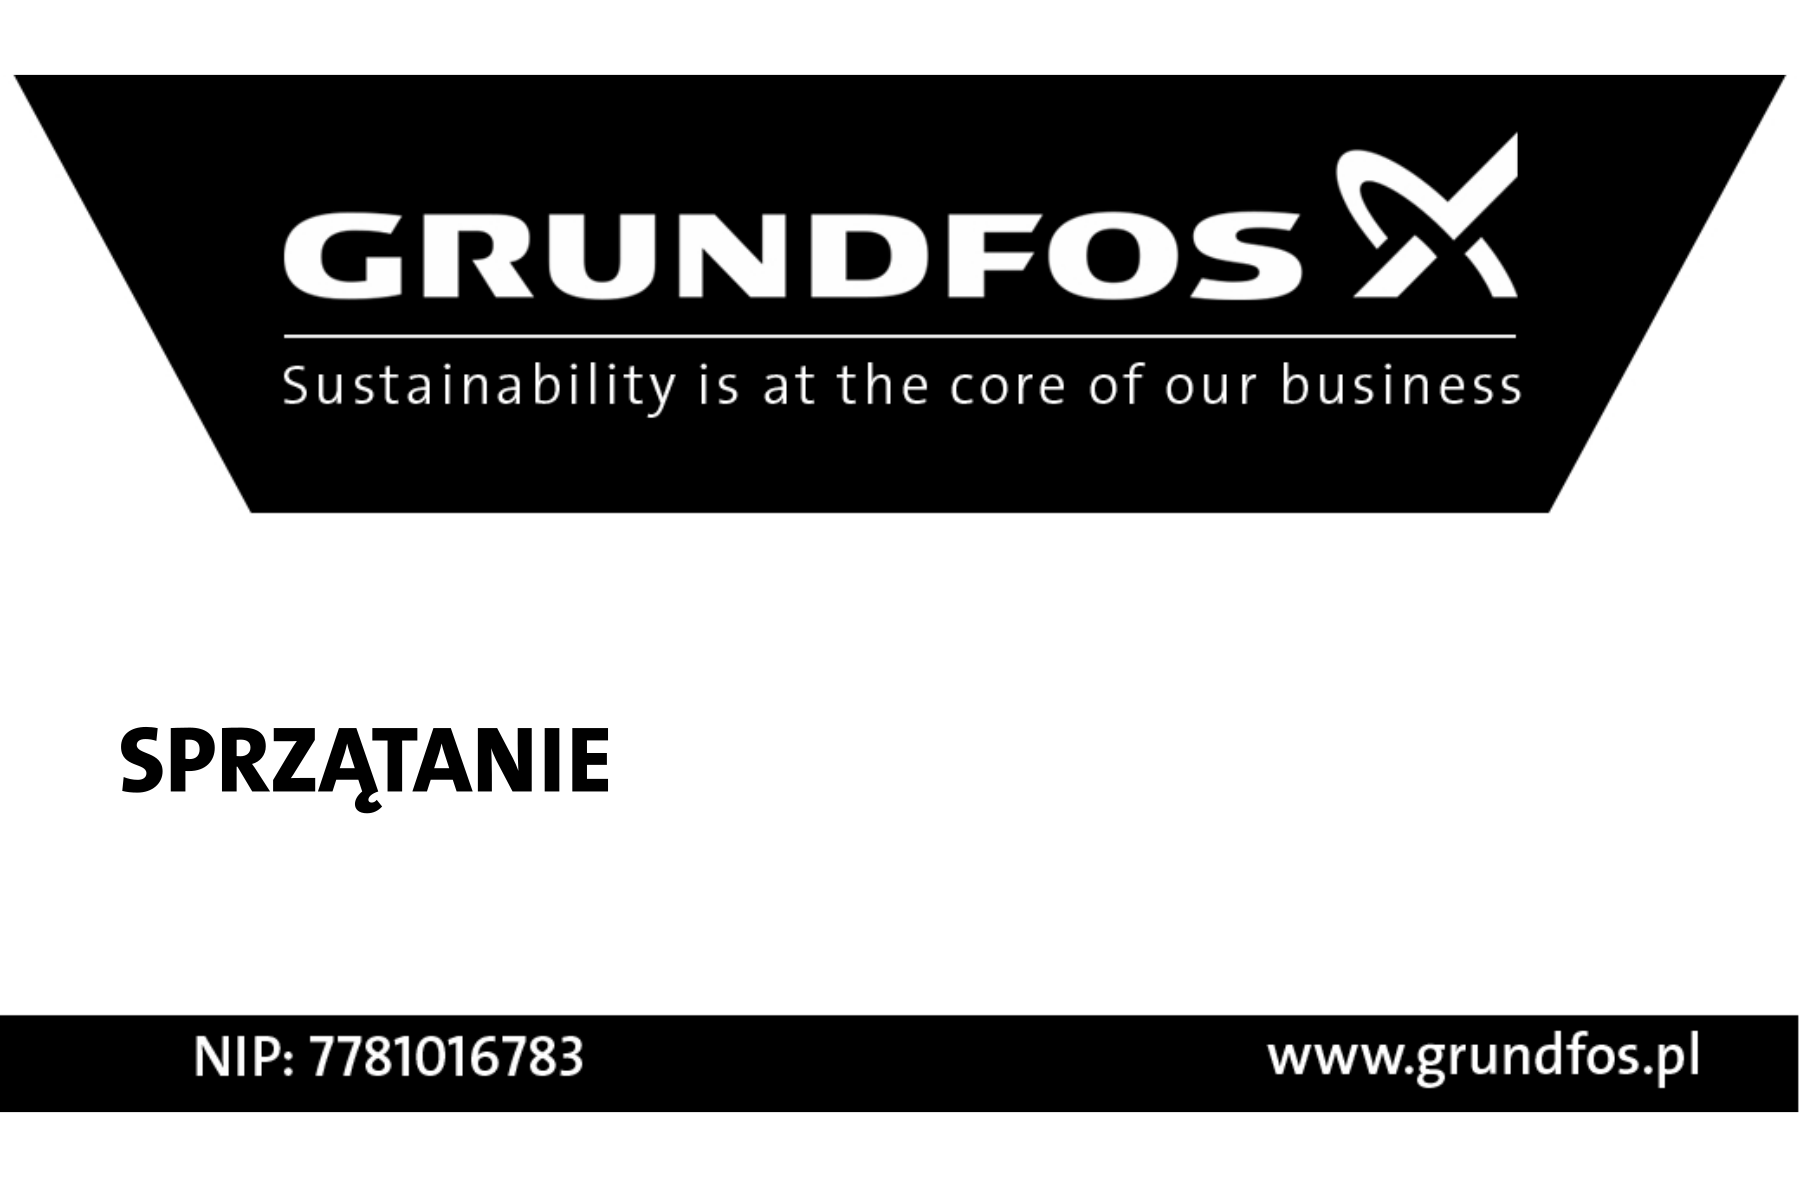 GRUNDFOS
Sustainability is at the core of our business
SPRZĄTANIE
NIP: 7781016783
www.grundfos.pl